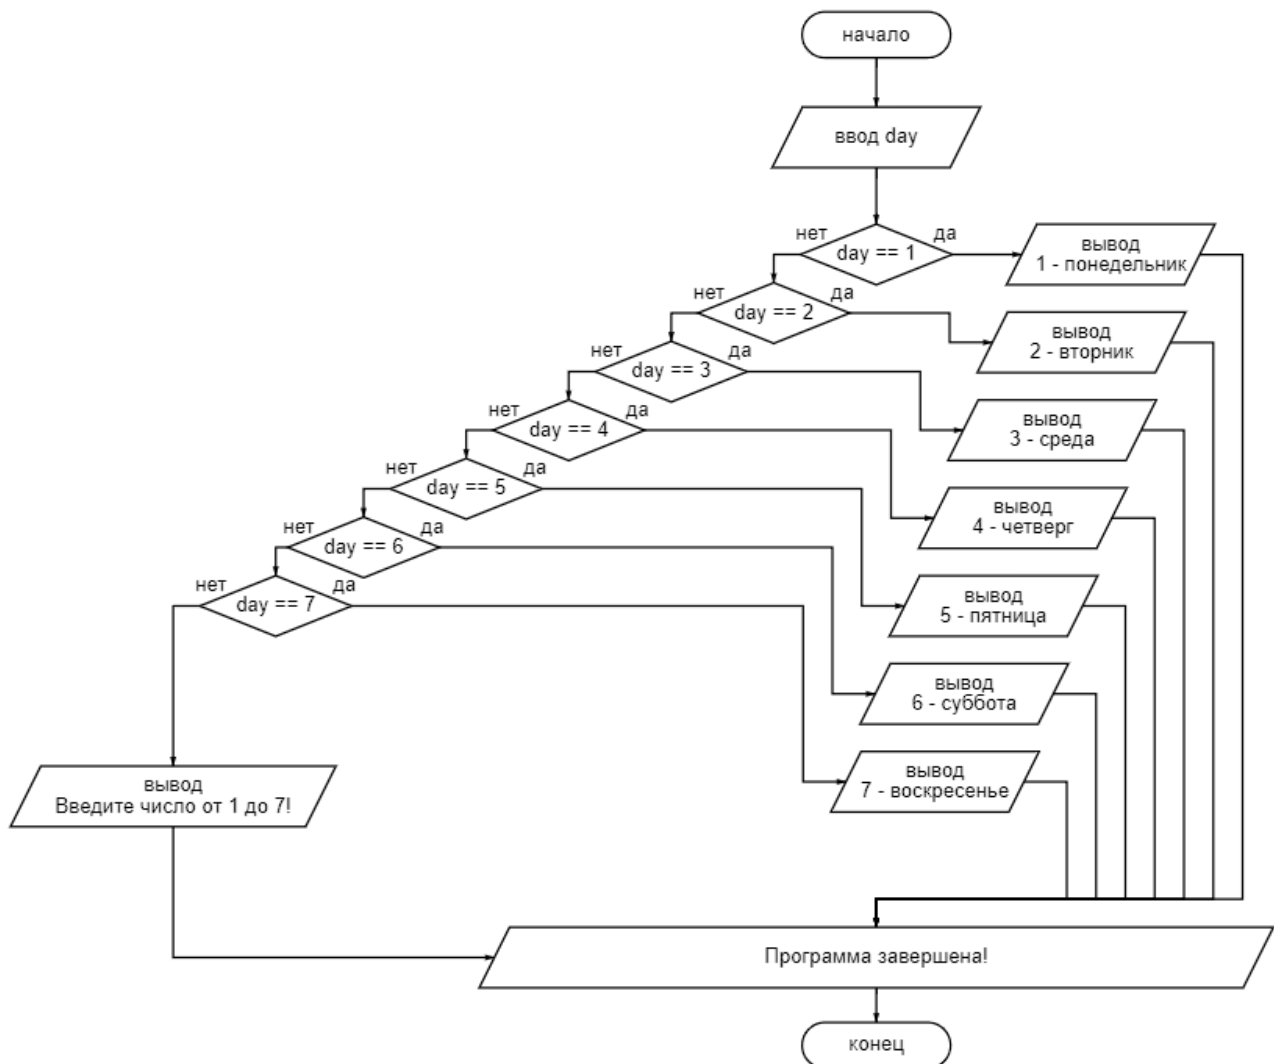 начало
ввод day
нет
да
day == 1
вывод
1 - понедельник
нет
да
day == 2
вывод
2 - вторник
нет
да
day == 3
вывод
3 - среда
нет
да
day == 4
вывод
4 - четверг
нет
да
day == 5
вывод
5 - пятница
нет
да
day == 6
вывод
6 - суббота
нет
да
day == 7
вывод
7 - воскресенье
вывод
Введите число от 1 до 7!
Программа завершена!
конец